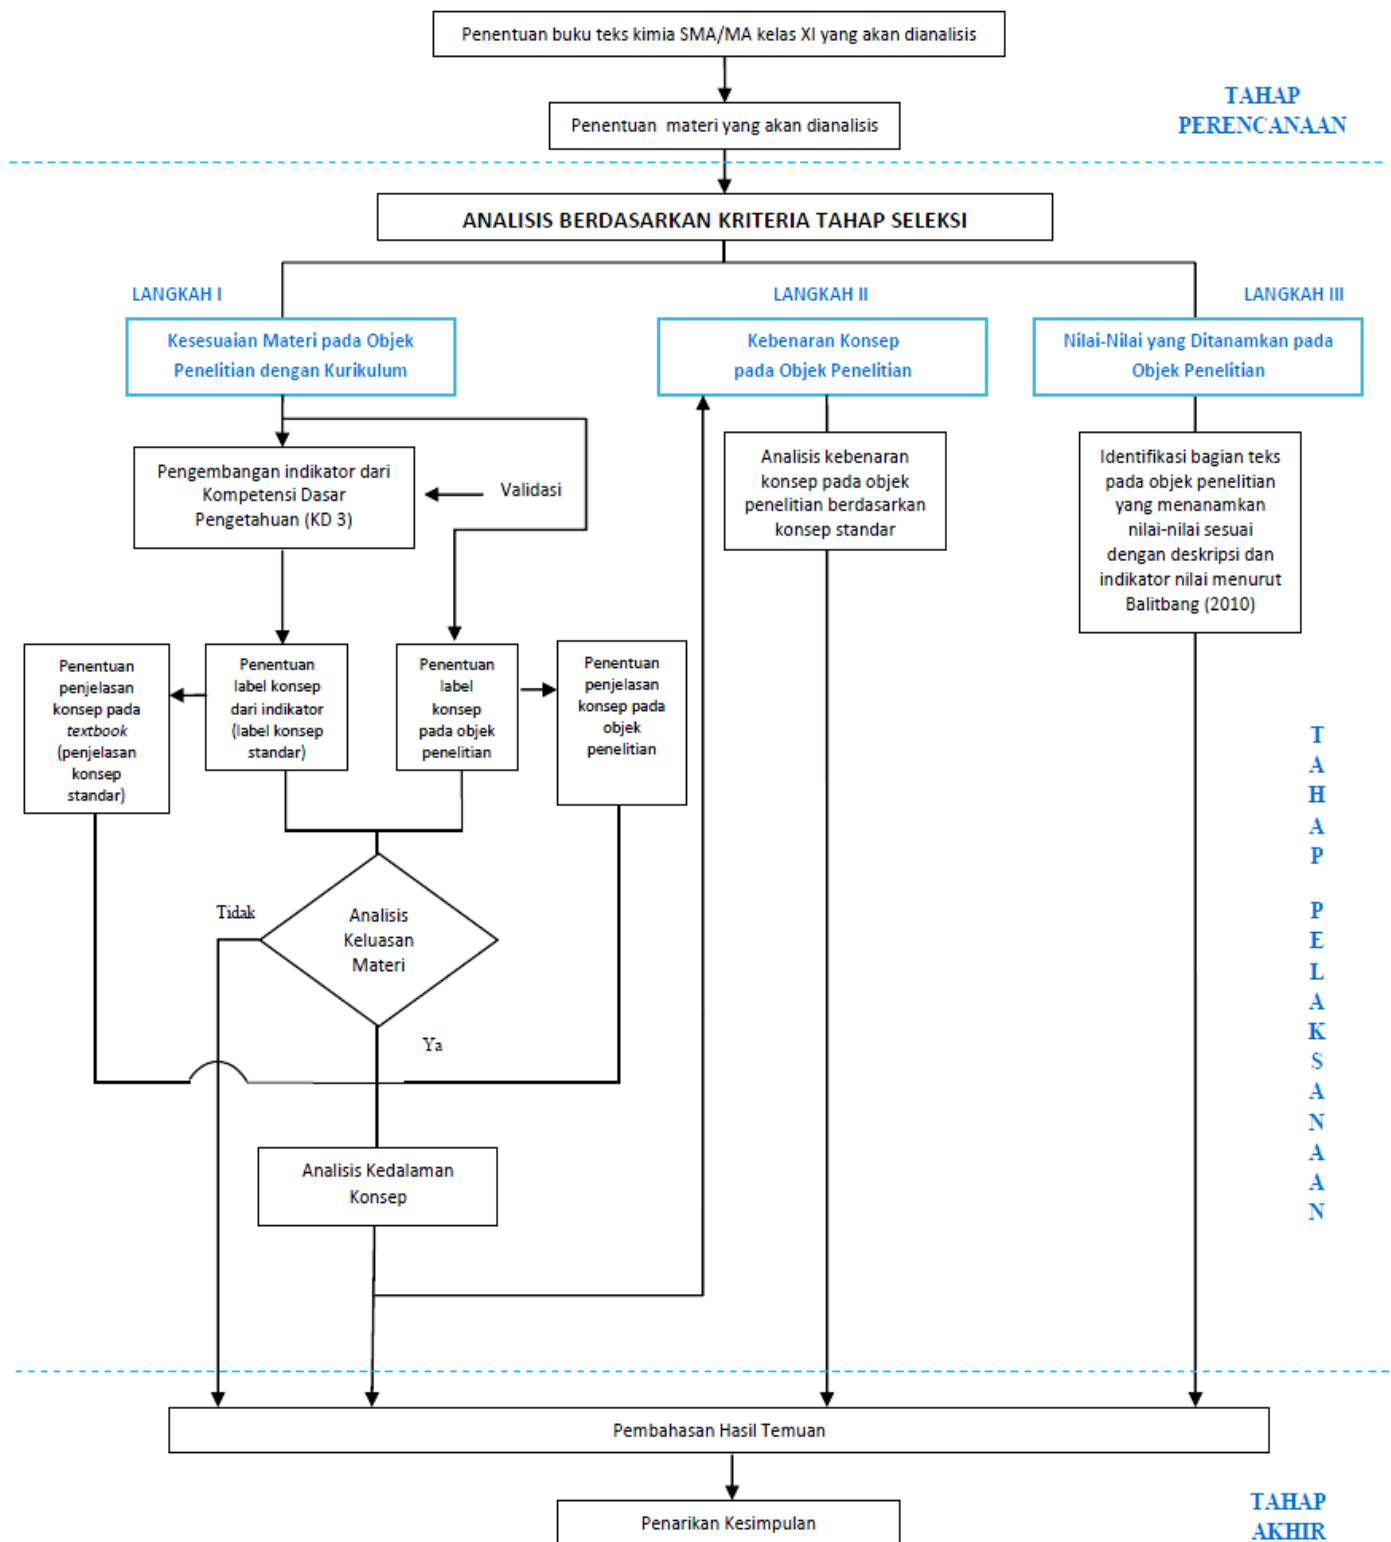 Penentuan buku teks kimia SMA/MA kelas XI yang akan dianalisis
TAHAP
PERENCANAAN
Penentuan materi yang akan dianalisis
ANALISIS BERDASARKAN KRITERIA TAHAP SELEKSI
LANGKAH I
Kesesuaian Materi pada Objek
Penelitian dengan Kurikulum
LANGKAH II
Kebenaran Konsep
pada Objek Penelitian
LANGKAH III
Nilai-Nilai yang Ditanamkan pada
Objek Penelitian
Pengembangan indikator dari
Kompetensi Dasar
Pengetahuan (KD 3)
Validasi
Analisis kebenaran
konsep pada objek
penelitian berdasarkan
konsep standar
Identifikasi bagian teks
pada objek penelitian
yang menanamkan
nilai-nilai sesuai
dengan deskripsi dan
indikator nilai menurut
Balitbang (2010)
Penentuan
penjelasan
konsep pada
textbook
(penjelasan
konsep
standar)
Penentuan
label konsep
dari indikator
(label konsep
standar)
Penentuan
label
konsep
pada objek
penelitian
Penentuan
penjelasan
konsep pada
objek
penelitian
T
A
H
A
P
P
E
L
A
K
S
A
N
A
A
N
Tidak
Analisis
Keluasan
Materi
Ya
Analisis Kedalaman
Konsep
Pembahasan Hasil Temuan
Penarikan Kesimpulan
TAHAP
AKHIR